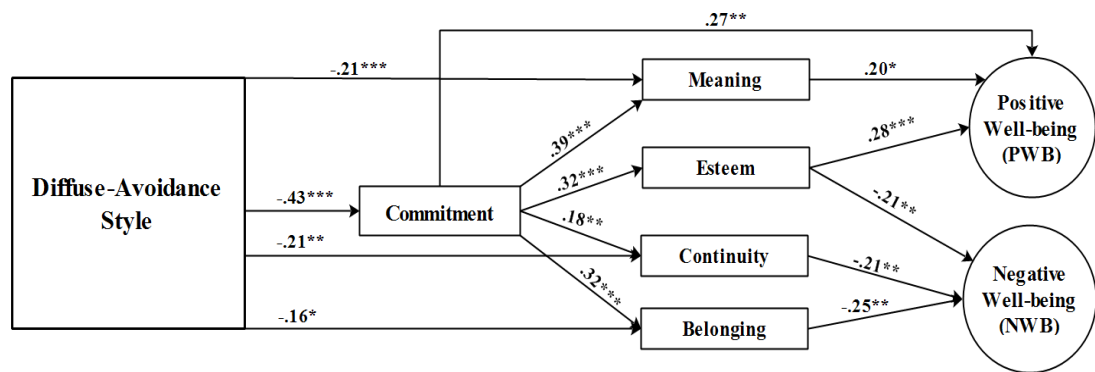 .27**
-.21***
Meaning
.20*
Positive
Well-being
(PWB)
.39***
.28***
Diffuse-Avoidance
Style
.32***
Esteem
-.43***
Commitment
-.21**
.18**
-.21**
Continuity
-.21**
.32***
Negative
Well-being
(NWB)
-.16*
Belonging
-.25**